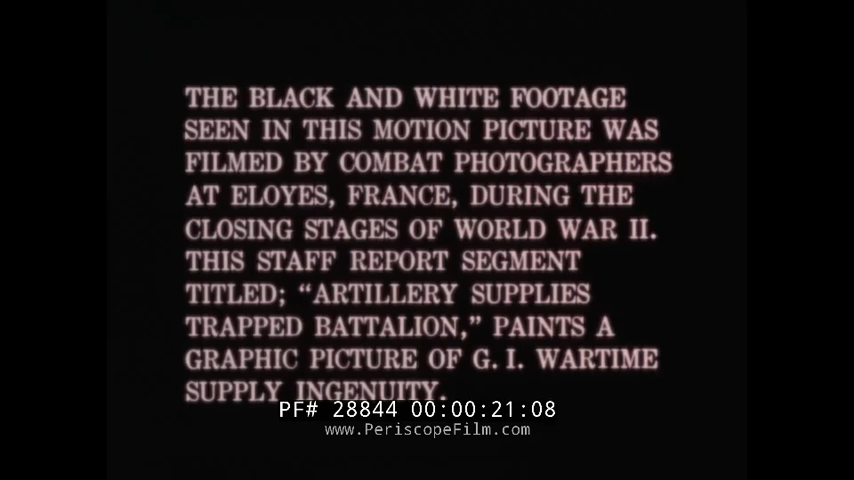 THE BLACK AND WHITE FOOTAGE
SEEN IN THIS MOTION PICTURE WAS
FILMED BY COMBAT PHOTOGRAPHERS
AT ELOYES, FRANCE, DURING THE
CLOSING STAGES OF WORLD WAR II.
THIS STAFF REPORT SEGMENT
TITLED; “ARTILLERY SUPPLIES
TRAPPED BATTALION,” PAINTS A
GRAPHIC PICTURE OF G. I. WARTIME
SUPPLY INGENUITY.
PF# 28844 00:00:21:08
www.PeriscopeFilm.com